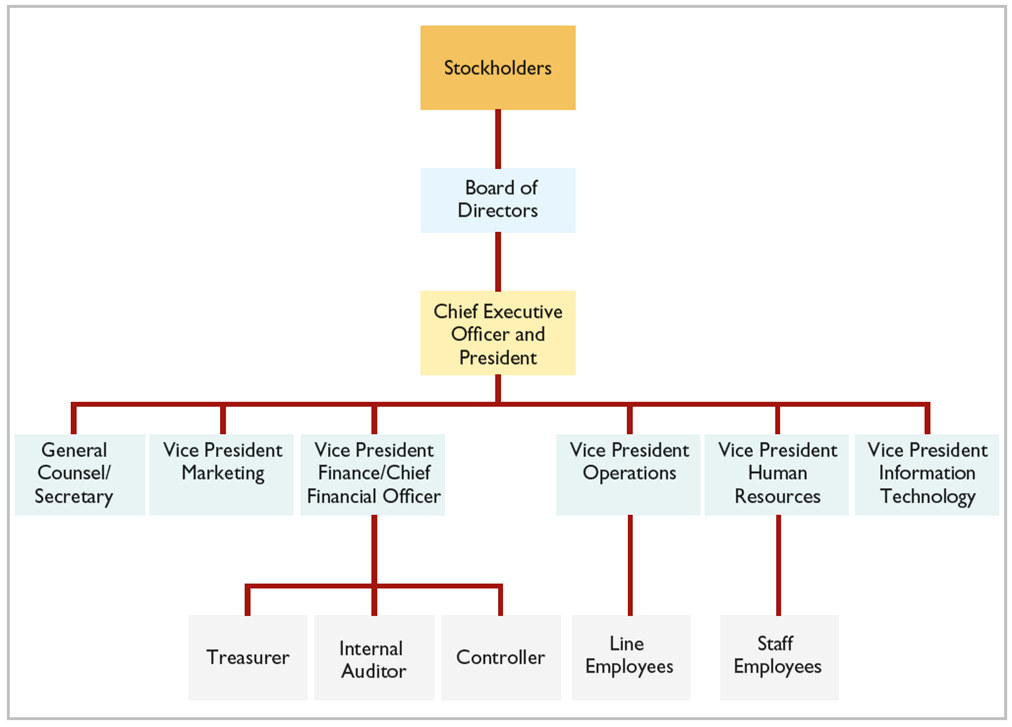 Stockholders
Board of
Directors
Chief Executive
Officer and
President
General
Counsel/
Secretary
Vice President
Marketing
Vice President
Finance/Chief
Financial Officer
Vice President
Operations
Vice President
Human
Resources
Vice President
Information
Technology
Treasurer
Internal
Auditor
Controller
Line
Employees
Staff
Employees